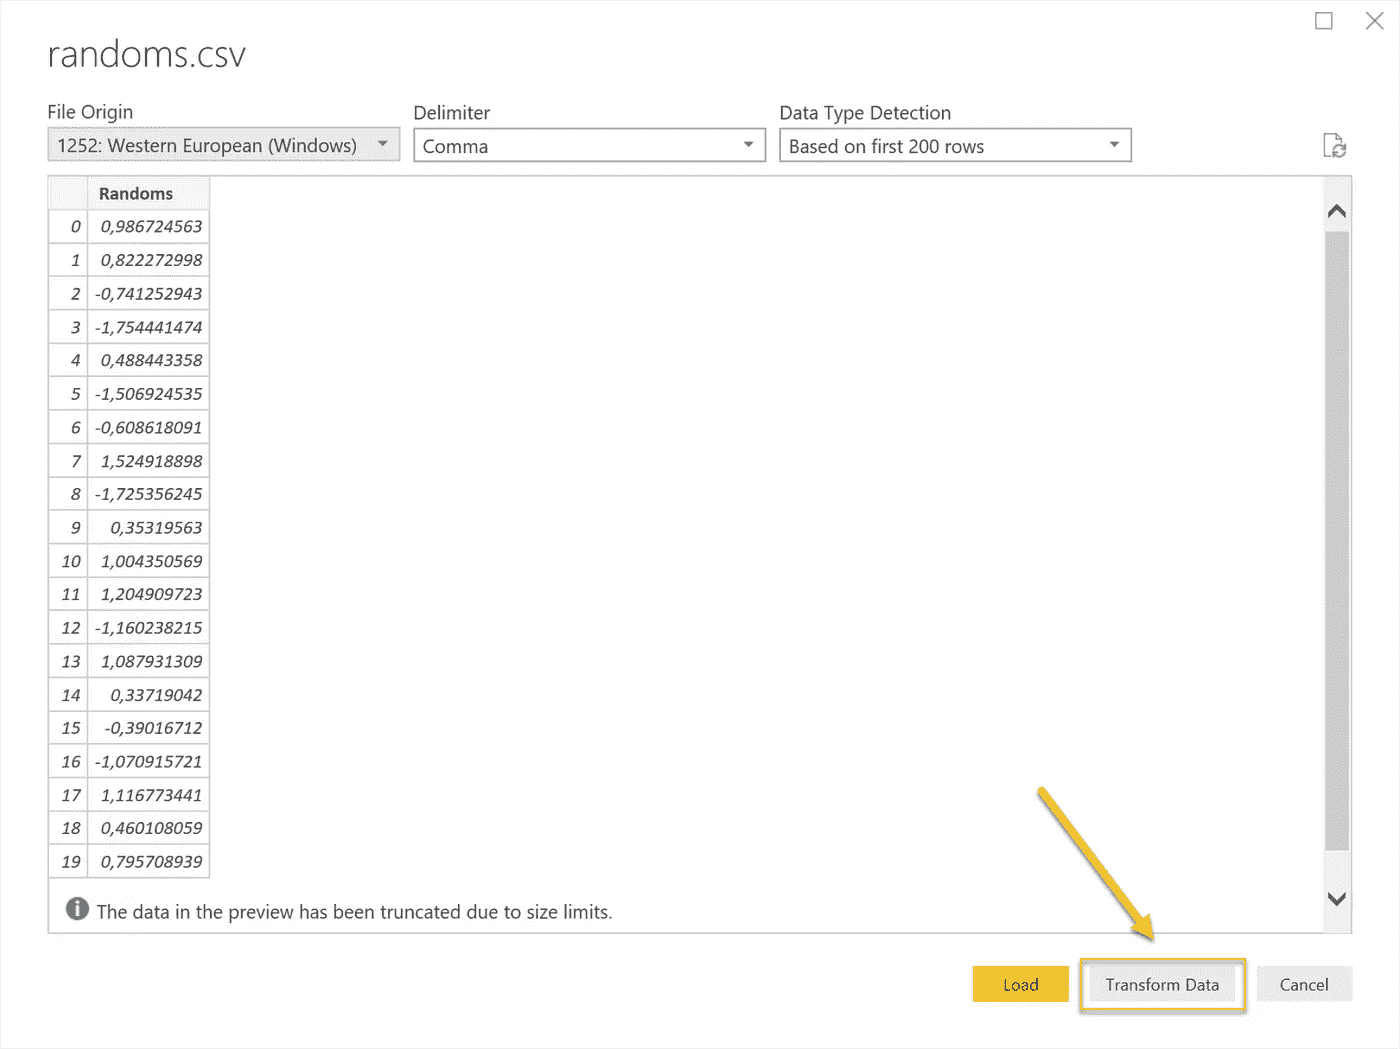 randoms.csv
File Origin
Delimiter
Data Type Detection
1252: Western European (Windows)
Comma
Based on first 200 rows
Randoms
0 0,986724563
1 0,822272998
2 -0,741252943
3 -1,754441474
4 0,488443358
5 -1,506924535
6 -0,608618091
7 1,524918898
8 -1,725356245
9 0,35319563
10 1,004350569
11 1,204909723
12 -1,160238215
13 1,087931309
14 0,33719042
15 -0,39016712
16 -1,070915721
17 1,116773441
18 0,460108059
19 0,795708939
The data in the preview has been truncated due to size limits.
Load
Transform Data
Cancel